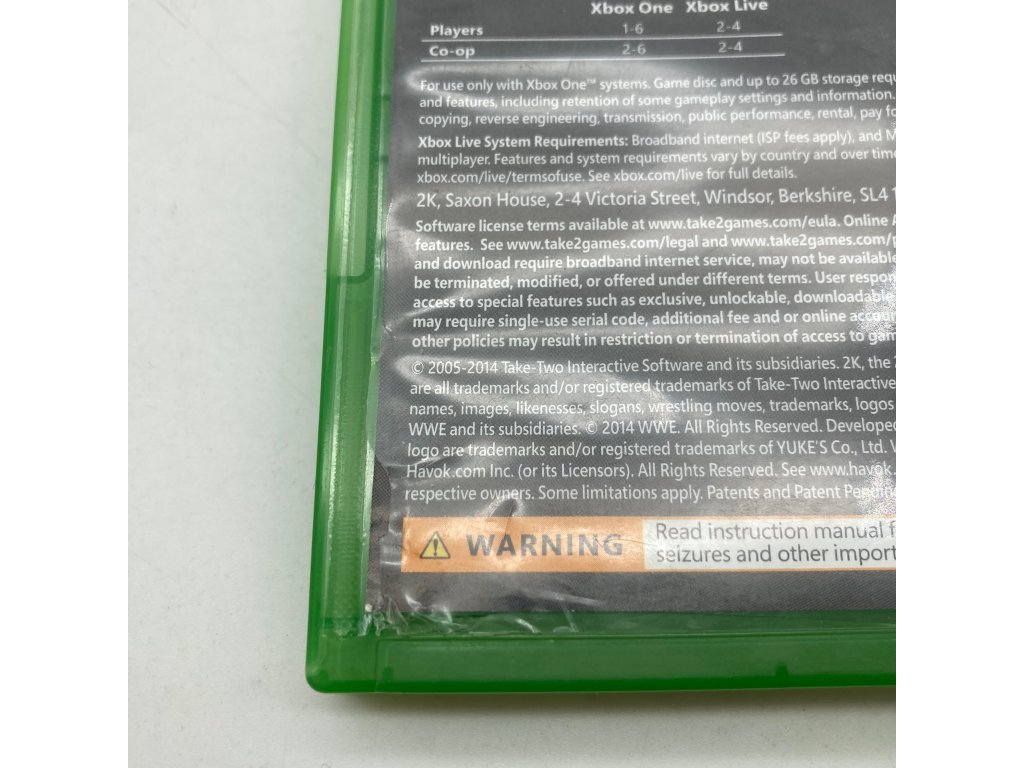 Xbox One Xbox Live
Players 1-6 2-4
Co-op 2-6 2-4
For use only with Xbox One™ systems. Game disc and up to 26 GB storage requ
and features, including retention of some gameplay settings and information.
copying, reverse engineering, transmission, public performance, rental, pay fo
Xbox Live System Requirements: Broadband internet (ISP fees apply), and M
multiplayer. Features and system requirements vary by country and over time
xbox.com/live/termsofuse. See xbox.com/live for full details.
2K, Saxon House, 2-4 Victoria Street, Windsor, Berkshire, SL4 1
Software license terms available at www.take2games.com/eula. Online A
features. See www.take2games.com/legal and www.take2games.com/p
and download require broadband internet service, may not be available
be terminated, modified, or offered under different terms. User respon
access to special features such as exclusive, unlockable, downloadable
may require single-use serial code, additional fee and or online accoun
other policies may result in restriction or termination of access to gam
© 2005-2014 Take-Two Interactive Software and its subsidiaries. 2K, the 2
are all trademarks and/or registered trademarks of Take-Two Interactive
names, images, likenesses, slogans, wrestling moves, trademarks, logos
WWE and its subsidiaries. © 2014 WWE. All Rights Reserved. Developed
logo are trademarks and/or registered trademarks of YUKE'S Co., Ltd.
Havok.com Inc. (or its Licensors). All Rights Reserved. See www.havok.
respective owners. Some limitations apply. Patents and Patent Pendin
WARNING
Read instruction manual f
seizures and other import